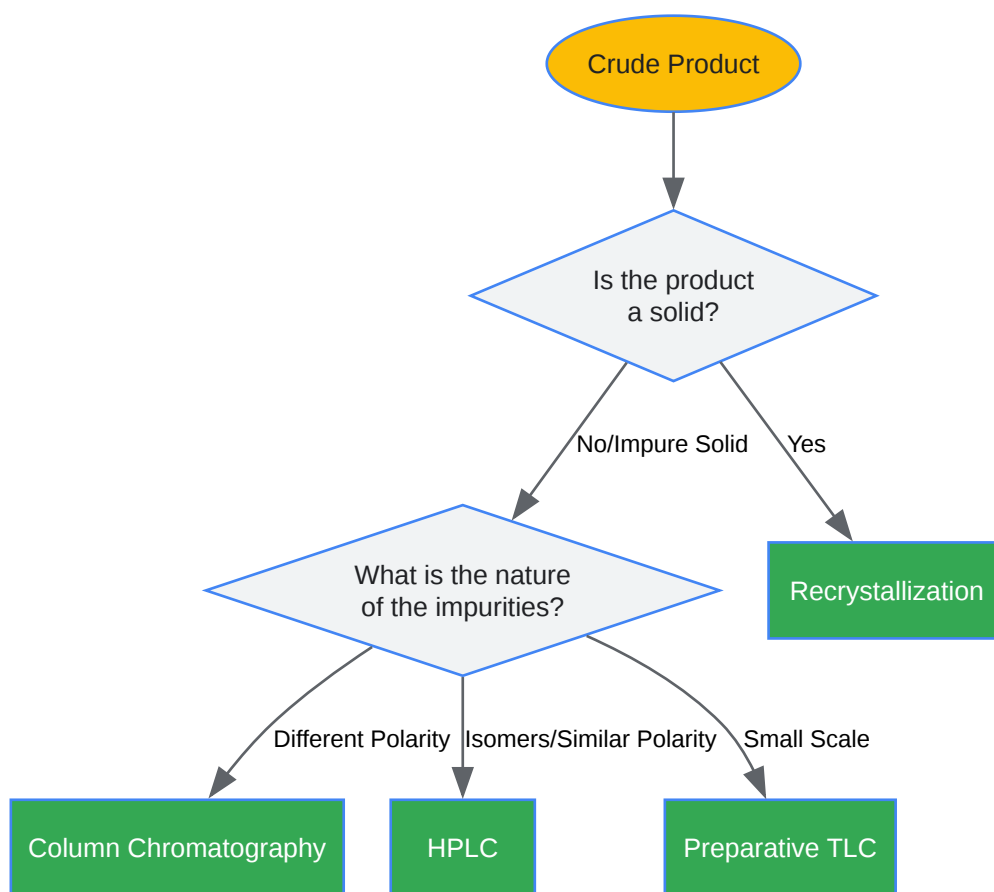 Crude Product
Is the product
a solid?
No/Impure Solid
Yes
What is the nature
of the impurities?
Recrystallization
Different Polarity
Isomers/Similar Polarity
Small Scale
Column Chromatography
HPLC
Preparative TLC